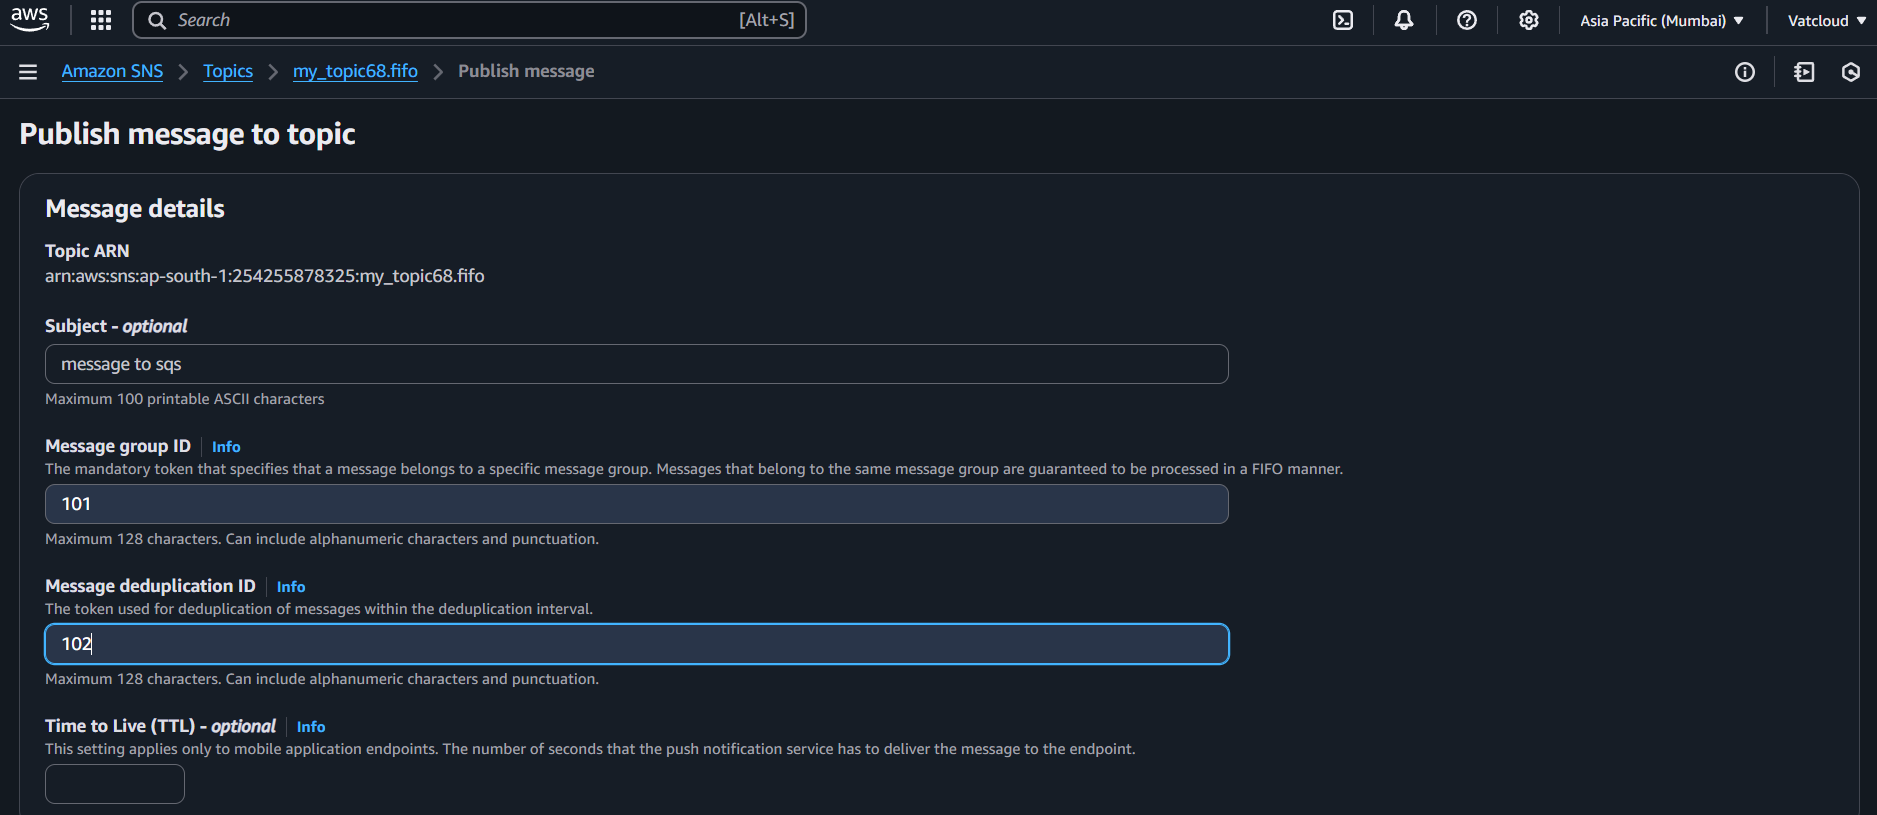 aws Search [Alt+S] Asia Pacific (Mumbai) Vatcloud
Amazon SNS Topics my_topic68.fifo Publish message
Publish message to topic
Message details
Topic ARN
arn:aws:sns:ap-south-1:254255878325:my_topic68.fifo
Subject - optional
message to sqs
Maximum 100 printable ASCII characters
Message group ID Info
The mandatory token that specifies that a message belongs to a specific message group. Messages that belong to the same message group are guaranteed to be processed in a FIFO manner.
101
Maximum 128 characters. Can include alphanumeric characters and punctuation.
Message deduplication ID Info
The token used for deduplication of messages within the deduplication interval.
102
Maximum 128 characters. Can include alphanumeric characters and punctuation.
Time to Live (TTL) - optional Info
This setting applies only to mobile application endpoints. The number of seconds that the push notification service has to deliver the message to the endpoint.